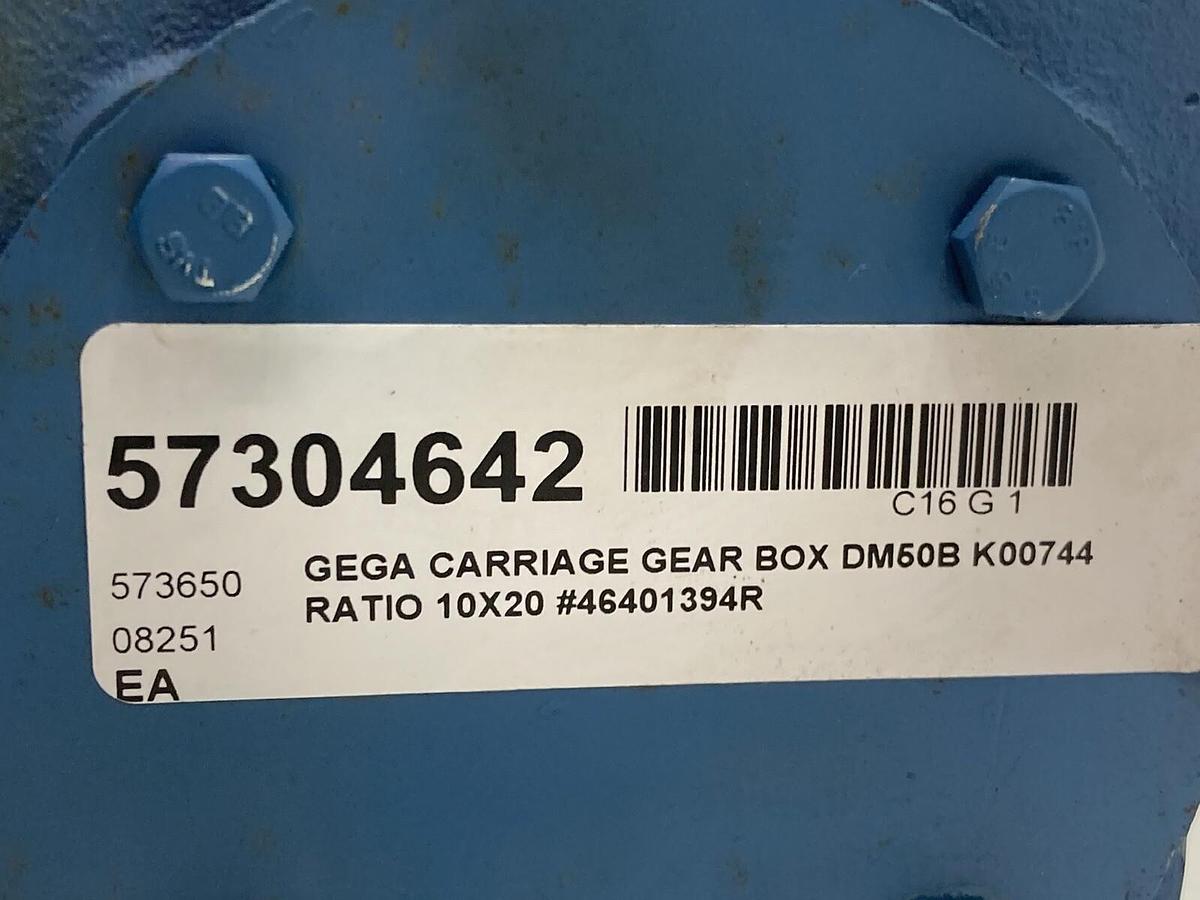 57304642
C16 G 1
573650
GEGA CARRIAGE GEAR BOX DM50B K00744
RATIO 10X20 #46401394R
08251
EA